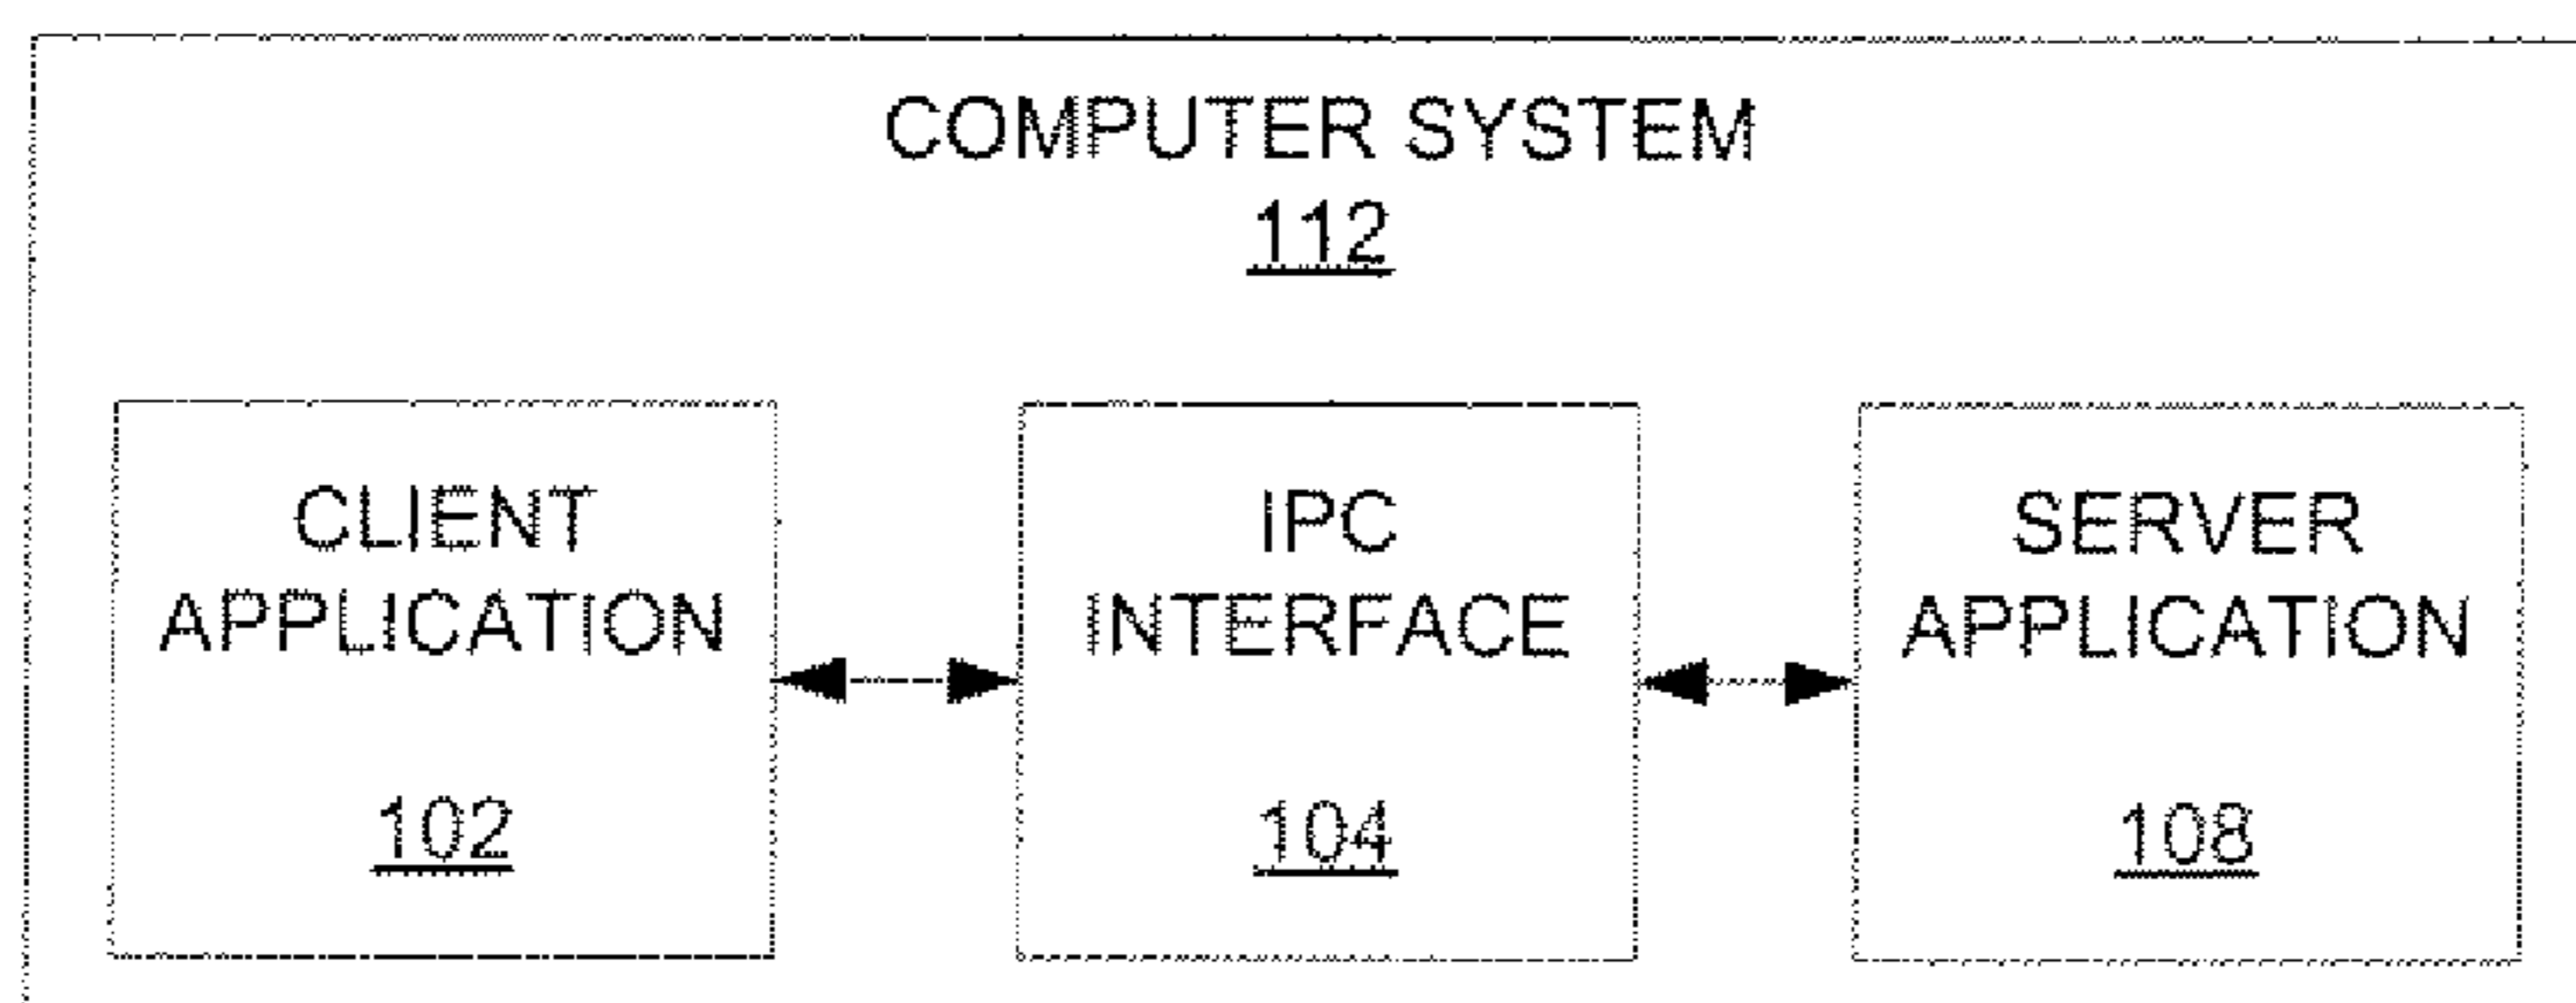 COMPUTER SYSTEM
112
CLIENT
APPLICATION
102
IPC
INTERFACE
104
SERVER
APPLICATION
108